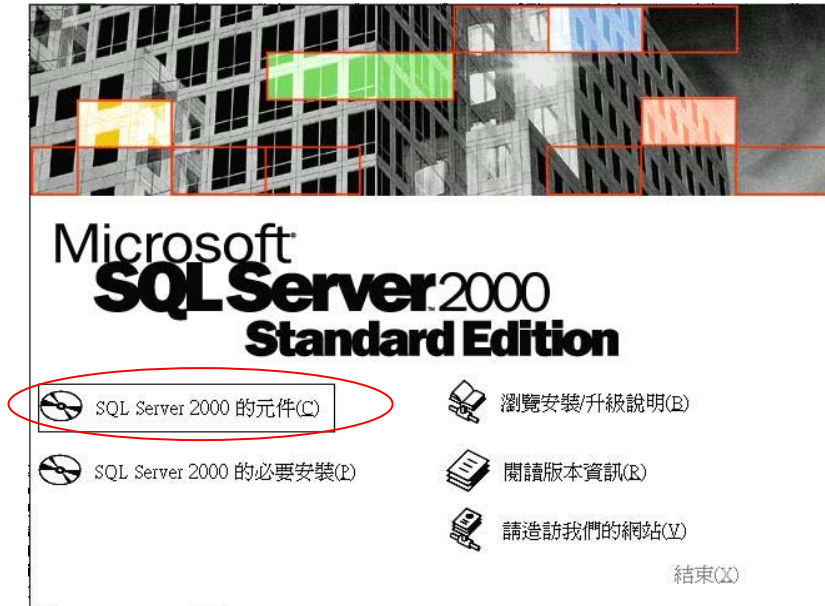 Microsoft
SQL Server 2000
Standard Edition
SQL Server 2000 的元件(C)
瀏覽安裝/升級說明(B)
SQL Server 2000 的必要安裝(P)
閱讀版本資訊(R)
請造訪我們的網站(V)
結束(X)